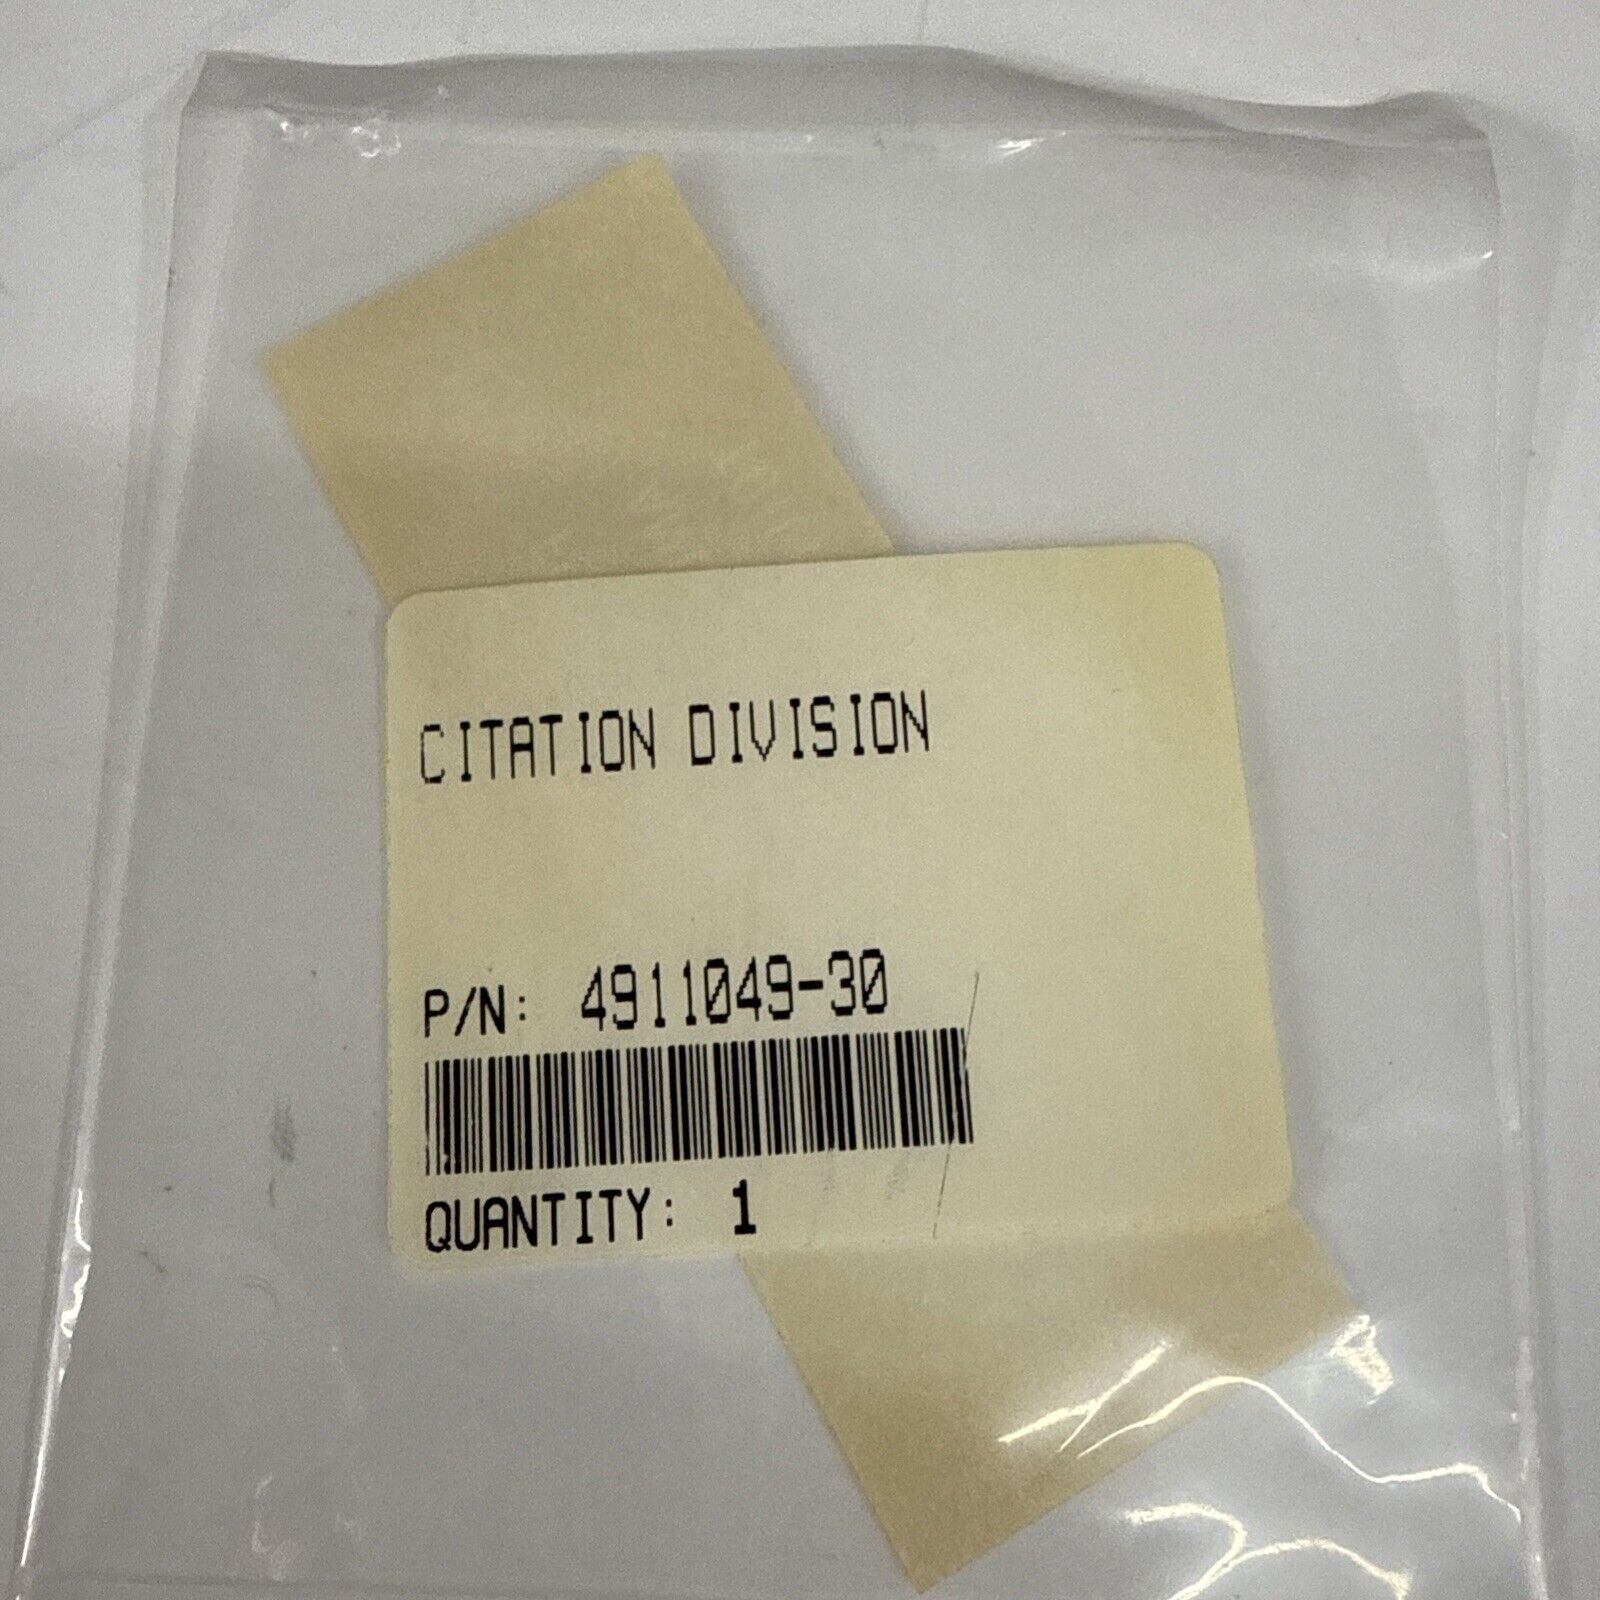 CITATION DIVISION
P/N: 4911049-30
QUANTITY: 1